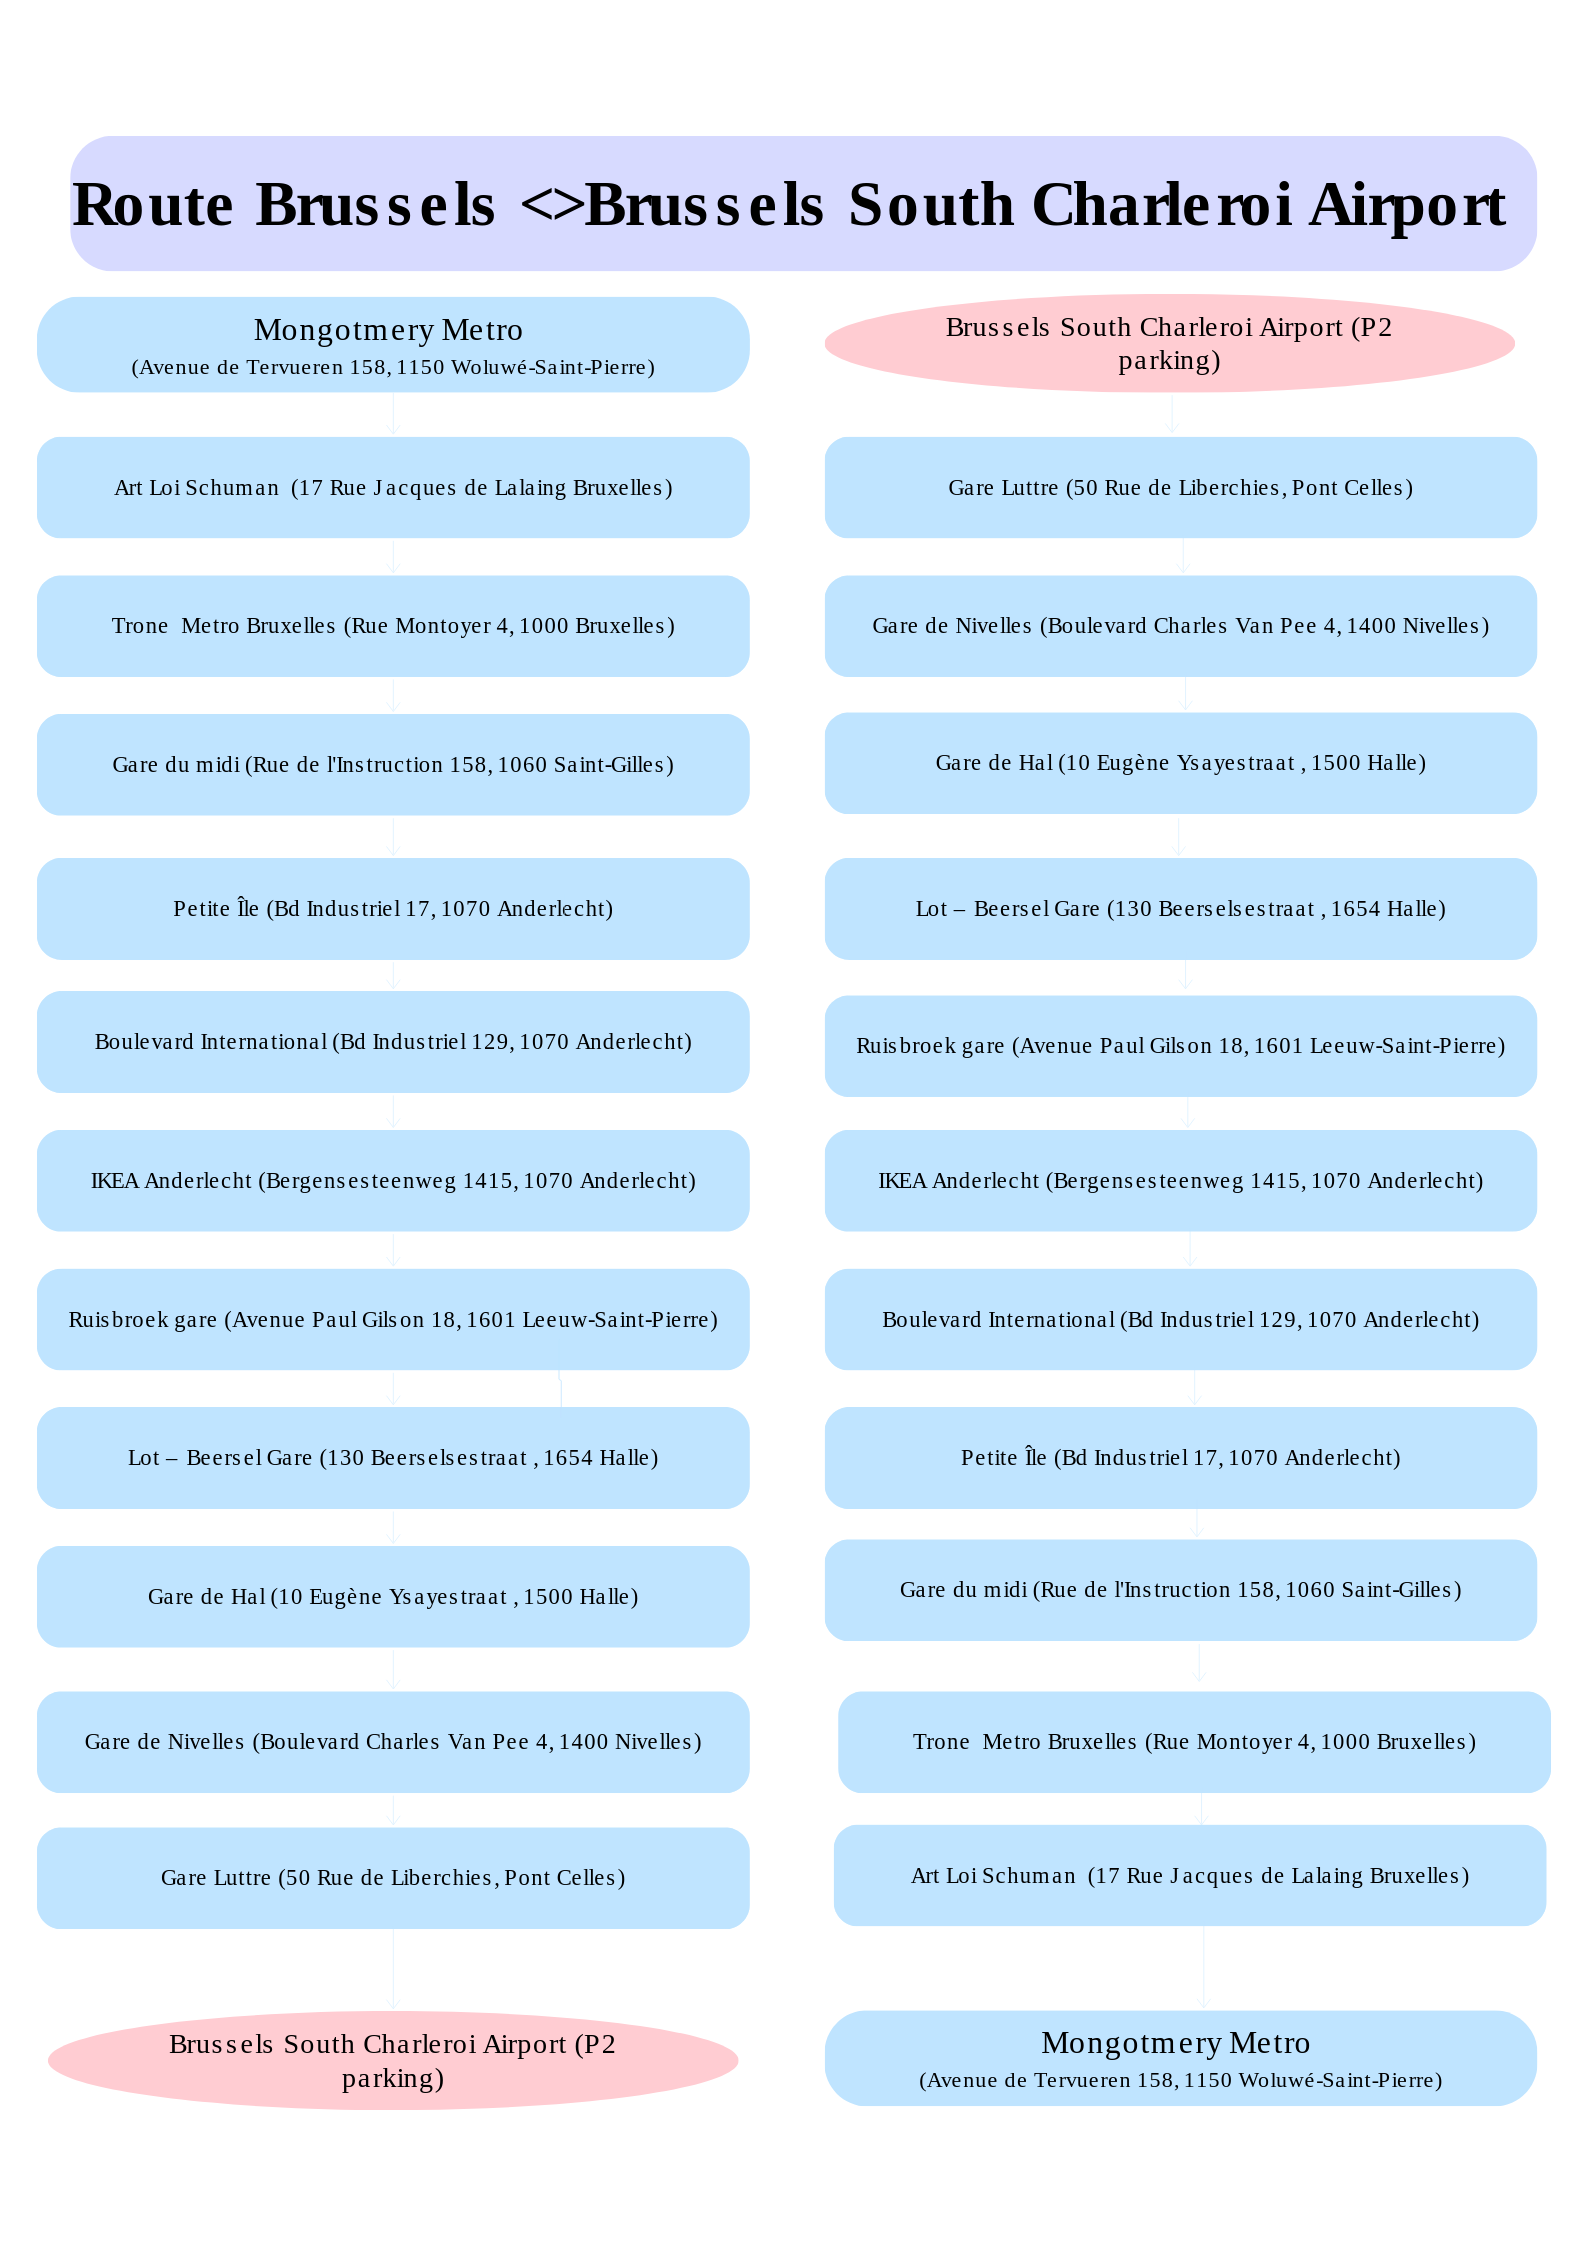 Route Brussels <>Brussels South Charleroi Airport
Mongotmery Metro
(Avenue de Tervueren 158, 1150 Woluwé-Saint-Pierre)
Art Loi Schuman (17 Rue Jacques de Lalaing Bruxelles)
Trone Metro Bruxelles (Rue Montoyer 4, 1000 Bruxelles)
Gare du midi (Rue de l'Instruction 158, 1060 Saint-Gilles)
Petite Île (Bd Industriel 17, 1070 Anderlecht)
Boulevard International (Bd Industriel 129, 1070 Anderlecht)
IKEA Anderlecht (Bergensesteenweg 1415, 1070 Anderlecht)
Ruisbroek gare (Avenue Paul Gilson 18, 1601 Leeuw-Saint-Pierre)
Lot – Beersel Gare (130 Beerselsestraat , 1654 Halle)
Gare de Hal (10 Eugène Ysayestraat , 1500 Halle)
Gare de Nivelles (Boulevard Charles Van Pee 4, 1400 Nivelles)
Gare Luttre (50 Rue de Liberchies, Pont Celles)
Brussels South Charleroi Airport (P2
parking)
Brussels South Charleroi Airport (P2
parking)
Gare Luttre (50 Rue de Liberchies, Pont Celles)
Gare de Nivelles (Boulevard Charles Van Pee 4, 1400 Nivelles)
Gare de Hal (10 Eugène Ysayestraat , 1500 Halle)
Lot – Beersel Gare (130 Beerselsestraat , 1654 Halle)
Ruisbroek gare (Avenue Paul Gilson 18, 1601 Leeuw-Saint-Pierre)
IKEA Anderlecht (Bergensesteenweg 1415, 1070 Anderlecht)
Boulevard International (Bd Industriel 129, 1070 Anderlecht)
Petite Île (Bd Industriel 17, 1070 Anderlecht)
Gare du midi (Rue de l'Instruction 158, 1060 Saint-Gilles)
Trone Metro Bruxelles (Rue Montoyer 4, 1000 Bruxelles)
Art Loi Schuman (17 Rue Jacques de Lalaing Bruxelles)
Mongotmery Metro
(Avenue de Tervueren 158, 1150 Woluwé-Saint-Pierre)